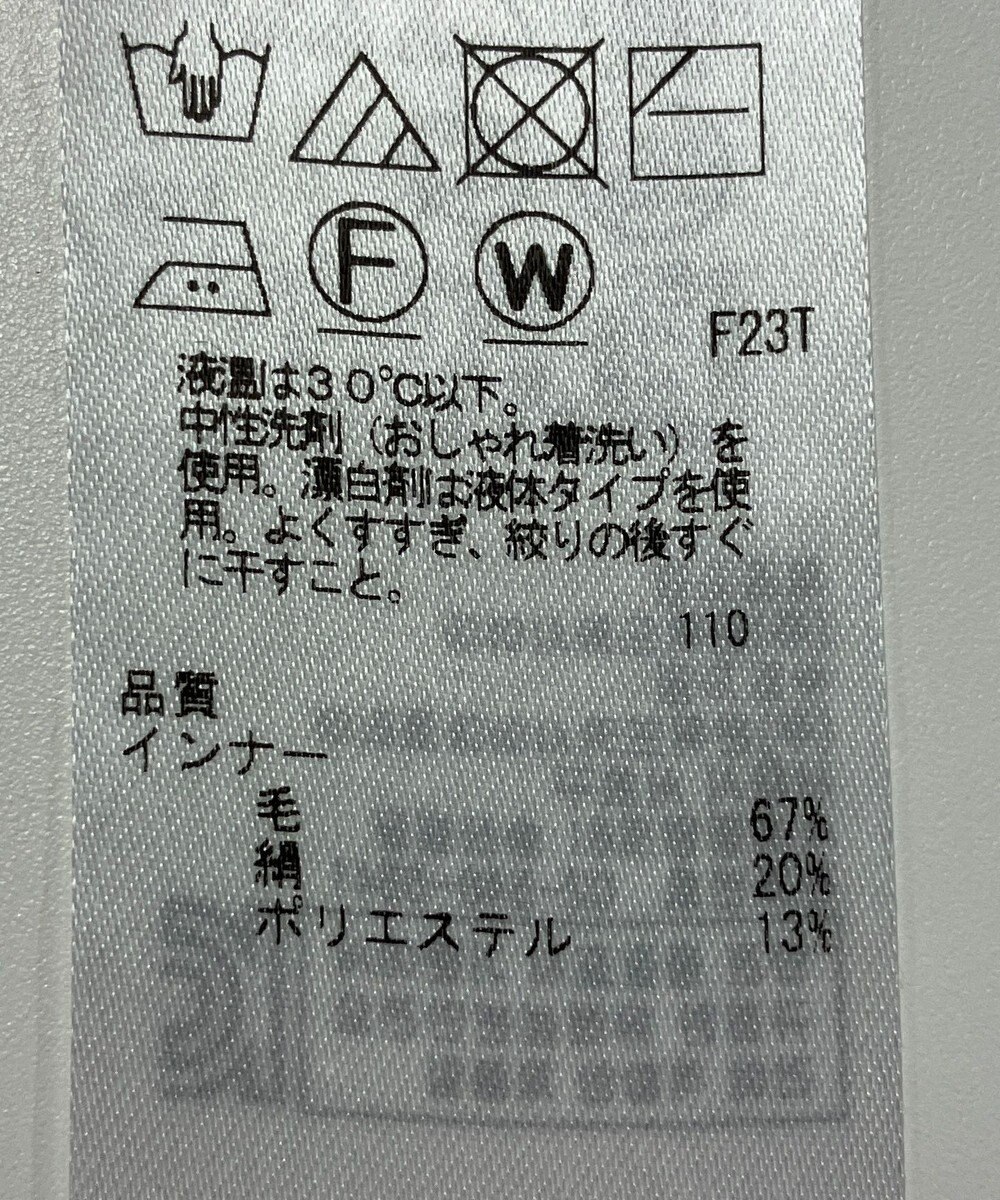 F
W
F23T
液温は30℃以下。
中性洗剤（おしゃれ着洗い）を
使用。漂白剤は液体タイプを使
用。よくすすぎ、絞りの後すぐ
に干すこと。
110
品質
インナー
毛 67%
絹 20%
ポリエステル 13%